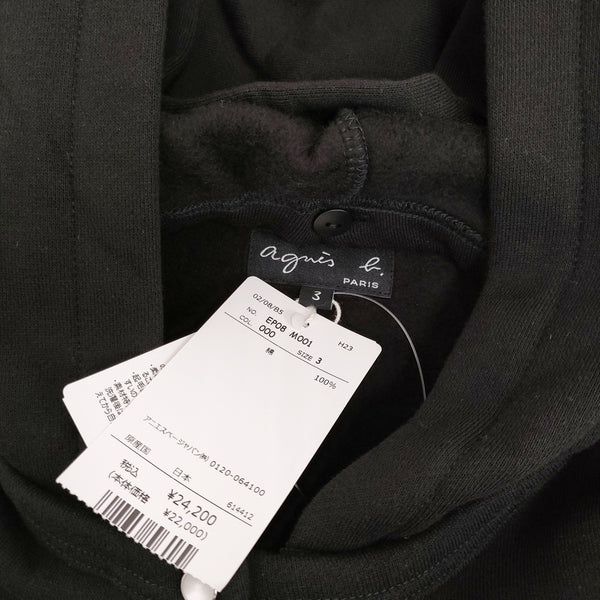 agnès b.
PARIS
3
02/08/85 H23
NO. EP08 M001
COL. 000 SIZE 3
綿 100%
アニエスベージャパン㈱ 0120-064100
原産国 日本
614412
税込 ¥24,200
(本体価格 ¥22,000)